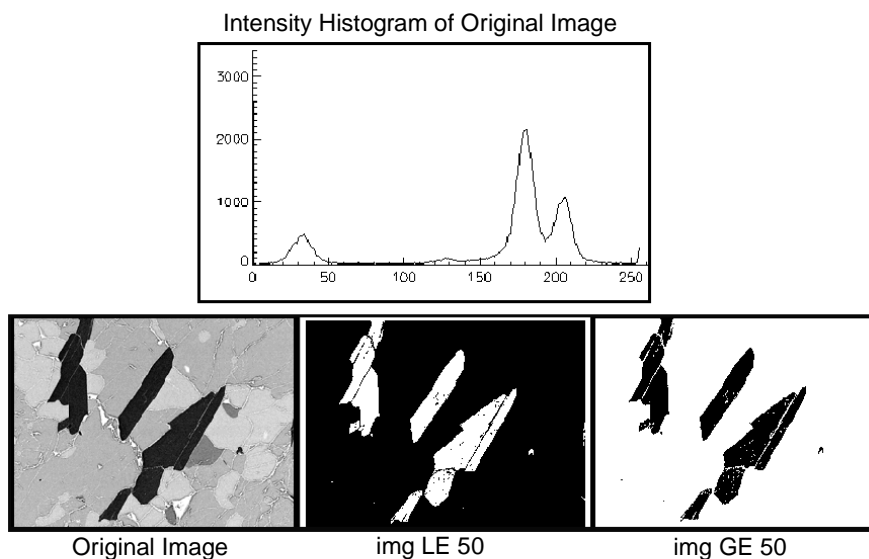 Intensity Histogram of Original Image
3000
2000
1000
0
0 50 100 150 200 250
Original Image img LE 50 img GE 50